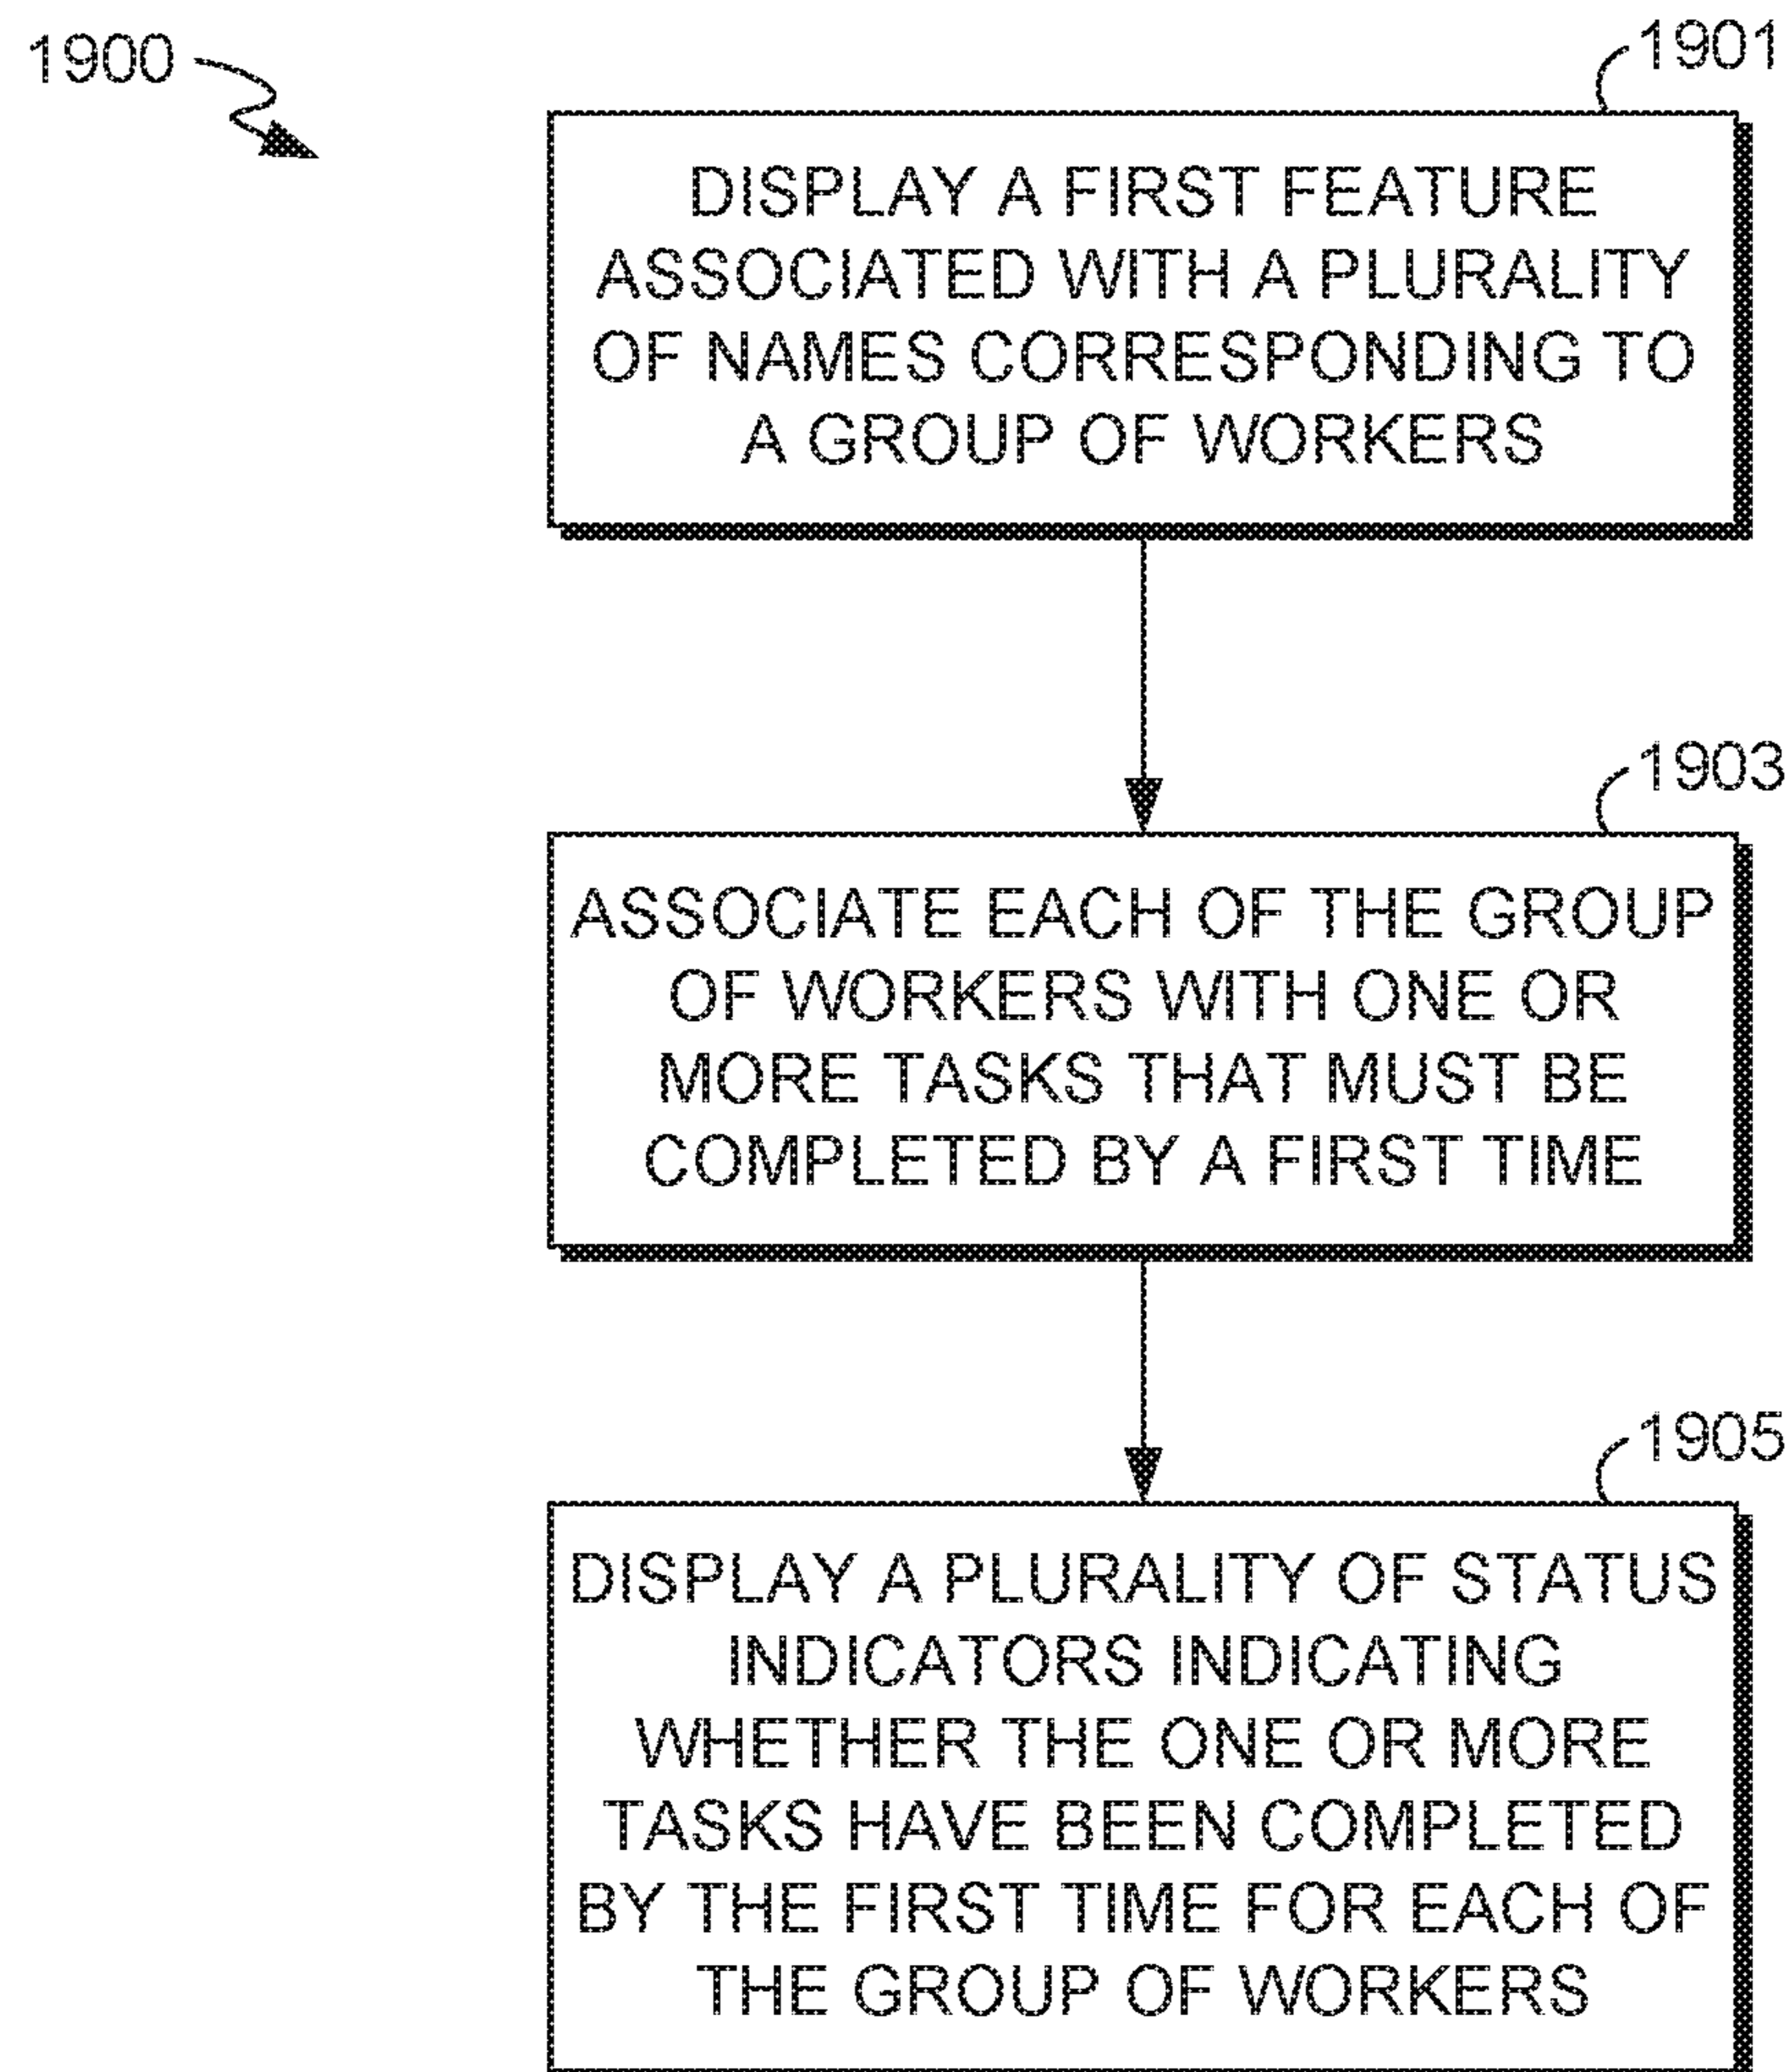 1900
1901
DISPLAY A FIRST FEATURE
ASSOCIATED WITH A PLURALITY
OF NAMES CORRESPONDING TO
A GROUP OF WORKERS
1903
ASSOCIATE EACH OF THE GROUP
OF WORKERS WITH ONE OR
MORE TASKS THAT MUST BE
COMPLETED BY A FIRST TIME
1905
DISPLAY A PLURALITY OF STATUS
INDICATORS INDICATING
WHETHER THE ONE OR MORE
TASKS HAVE BEEN COMPLETED
BY THE FIRST TIME FOR EACH OF
THE GROUP OF WORKERS